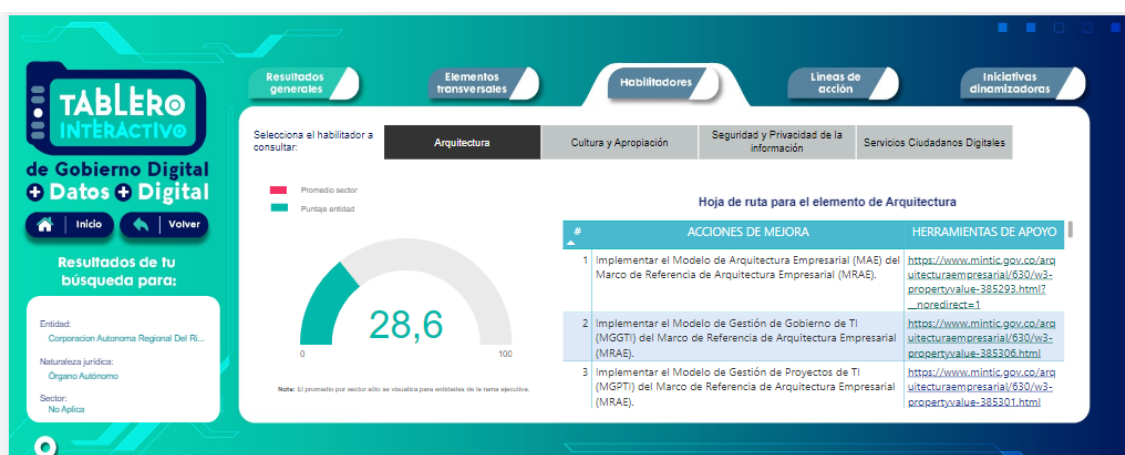 TABLERO
INTERACTIVO
de Gobierno Digital
+ Datos + Digital
Inicio
Volver
Resultados de tu
búsqueda para:
Entidad:
Corporacion Autonoma Regional Del Ri...
Naturaleza jurídica:
Órgano Autónomo
Sector:
No Aplica
Resultados
generales
Elementos
transversales
Habilitadores
Líneas de
acción
Iniciativas
dinamizadoras
Selecciona el habilitador a
consultar:
Arquitectura
Cultura y Apropiación
Seguridad y Privacidad de la
información
Servicios Ciudadanos Digitales
Promedio sector
Puntaje entidad
28,6
0
100
Nota: El promedio por sector sólo se visualiza para entidades de la rama ejecutiva.
Hoja de ruta para el elemento de Arquitectura
# ACCIONES DE MEJORA HERRAMIENTAS DE APOYO
1 Implementar el Modelo de Arquitectura Empresarial (MAE) del
Marco de Referencia de Arquitectura Empresarial (MRAE).
https://www.mintic.gov.co/arq
uitecturaempresarial/630/w3-
propertyvalue-385293.html?
__noredirect=1
2 Implementar el Modelo de Gestión de Gobierno de TI
(MGGTI) del Marco de Referencia de Arquitectura Empresarial
(MRAE).
https://www.mintic.gov.co/arq
uitecturaempresarial/630/w3-
propertyvalue-385306.html
3 Implementar el Modelo de Gestión de Proyectos de TI
(MGPTI) del Marco de Referencia de Arquitectura Empresarial
(MRAE).
https://www.mintic.gov.co/arq
uitecturaempresarial/630/w3-
propertyvalue-385301.html